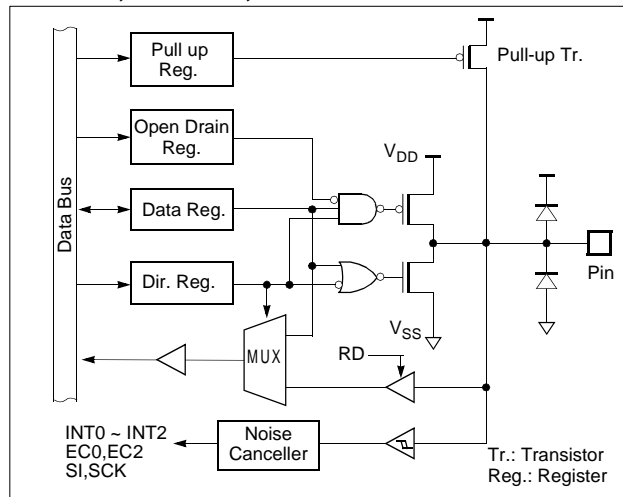 Pull up
Reg.
Pull-up Tr.
Open Drain
Reg.
VDD
Data Bus
Data Reg.
Dir. Reg.
Pin
VSS
MUX
RD
INT0 ~ INT2
EC0,EC2
SI,SCK
Noise
Canceller
Tr.: Transistor
Reg.: Register